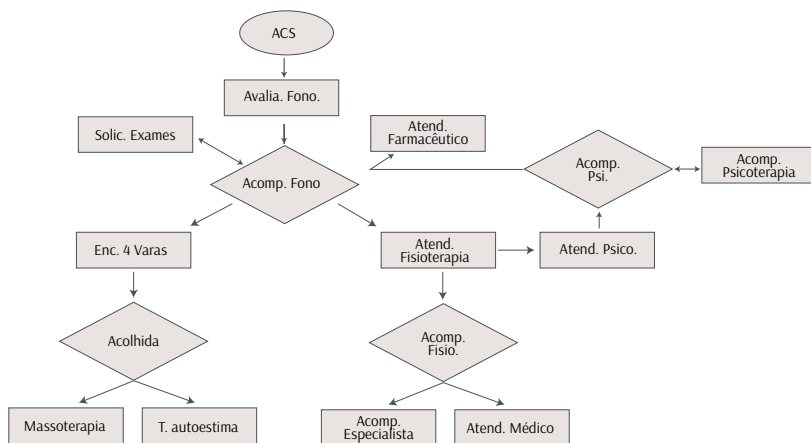 ACS
Avalia. Fono.
Solic. Exames
Atend.
Farmacêutico
Acomp. Fono
Acomp.
Psi.
Acomp.
Psicoterapia
Enc. 4 Varas
Atend.
Fisioterapia
Atend. Psico.
Acolhida
Acomp.
Fisio.
Massoterapia
T. autoestima
Acomp.
Especialista
Atend. Médico